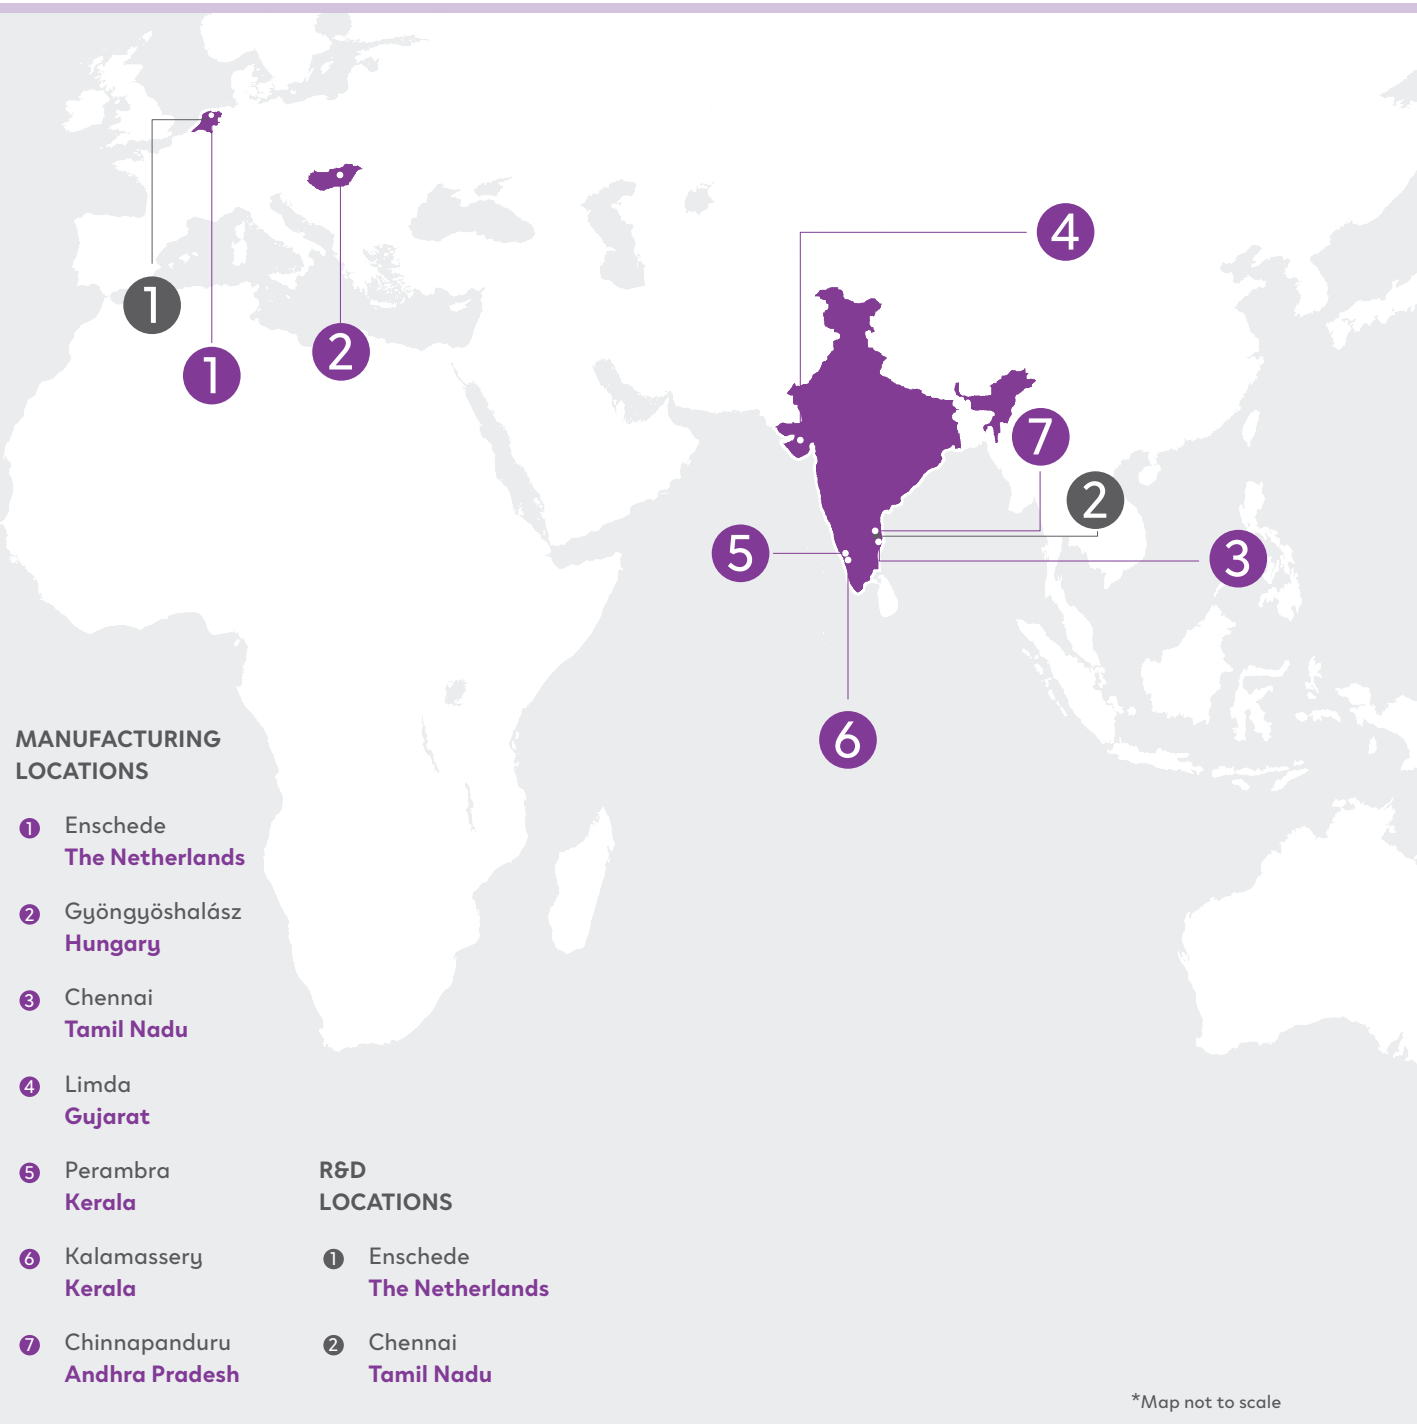 1
1
2
4
7
2
5
3
6
MANUFACTURING
LOCATIONS
1 Enschede
The Netherlands
2 Gyöngyöshalász
Hungary
3 Chennai
Tamil Nadu
4 Limda
Gujarat
5 Perambra
Kerala
6 Kalamassery
Kerala
7 Chinnapanduru
Andhra Pradesh
R&D
LOCATIONS
1 Enschede
The Netherlands
2 Chennai
Tamil Nadu
*Map not to scale